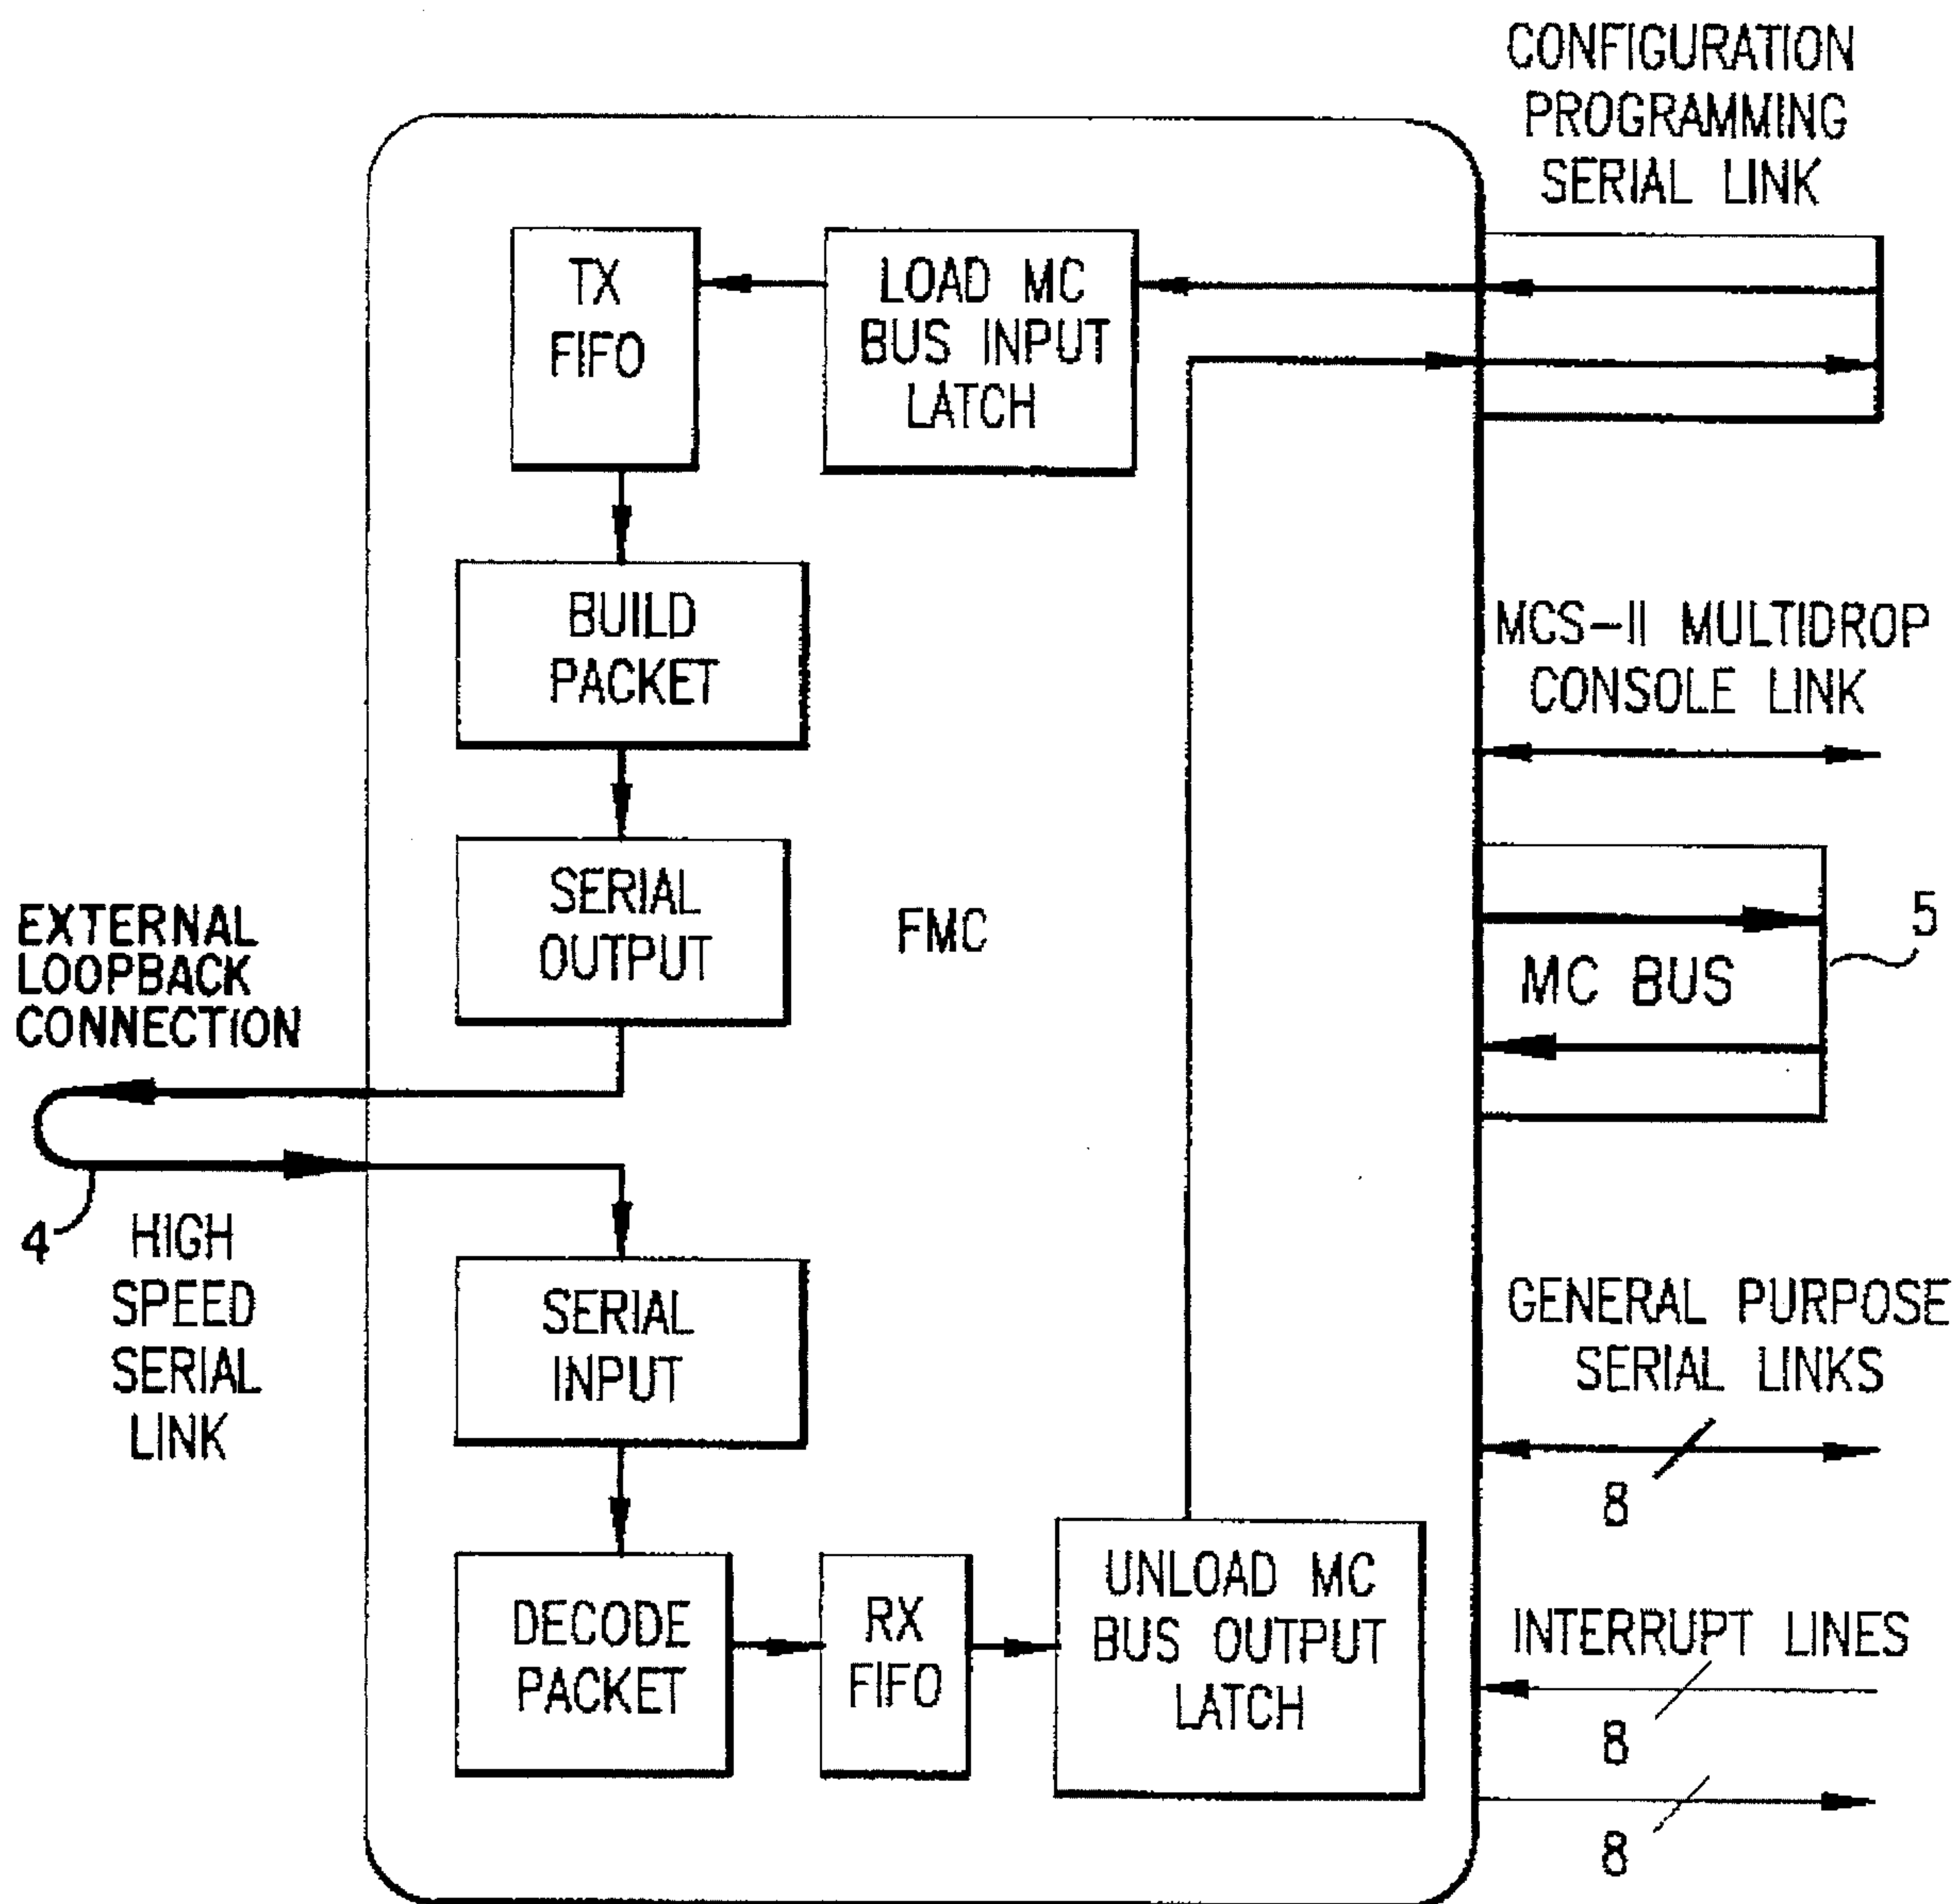 CONFIGURATION
PROGRAMMING
SERIAL LINK
TX
FIFO
LOAD MC
BUS INPUT
LATCH
BUILD
PACKET
MCS-II MULTIDROP
CONSOLE LINK
SERIAL
OUTPUT
FMC
EXTERNAL
LOOPBACK
CONNECTION
5
MC BUS
4
HIGH
SPEED
SERIAL
LINK
SERIAL
INPUT
GENERAL PURPOSE
SERIAL LINKS
8
DECODE
PACKET
RX
FIFO
UNLOAD MC
BUS OUTPUT
LATCH
INTERRUPT LINES
8
8